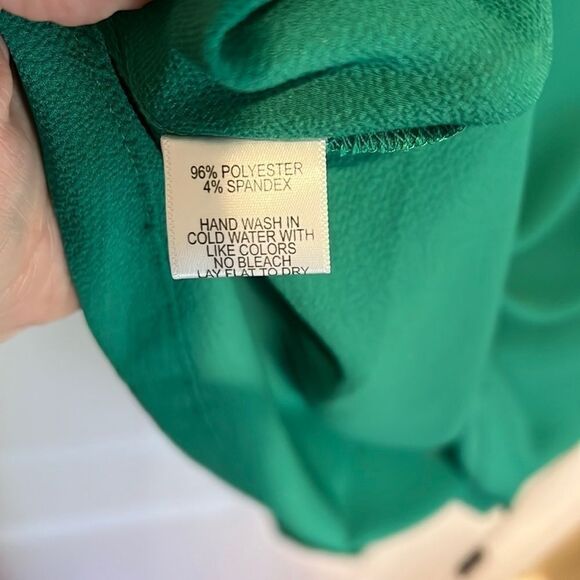 96% POLYESTER
4% SPANDEX
HAND WASH IN
COLD WATER WITH
LIKE COLORS
NO BLEACH
LAY FLAT TO DRY